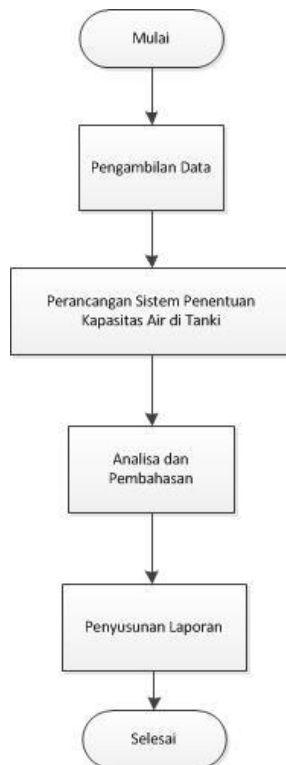 Mulai
Pengambilan Data
Perancangan Sistem Penentuan
Kapasitas Air di Tanki
Analisa dan
Pembahasan
Penyusunan Laporan
Selesai